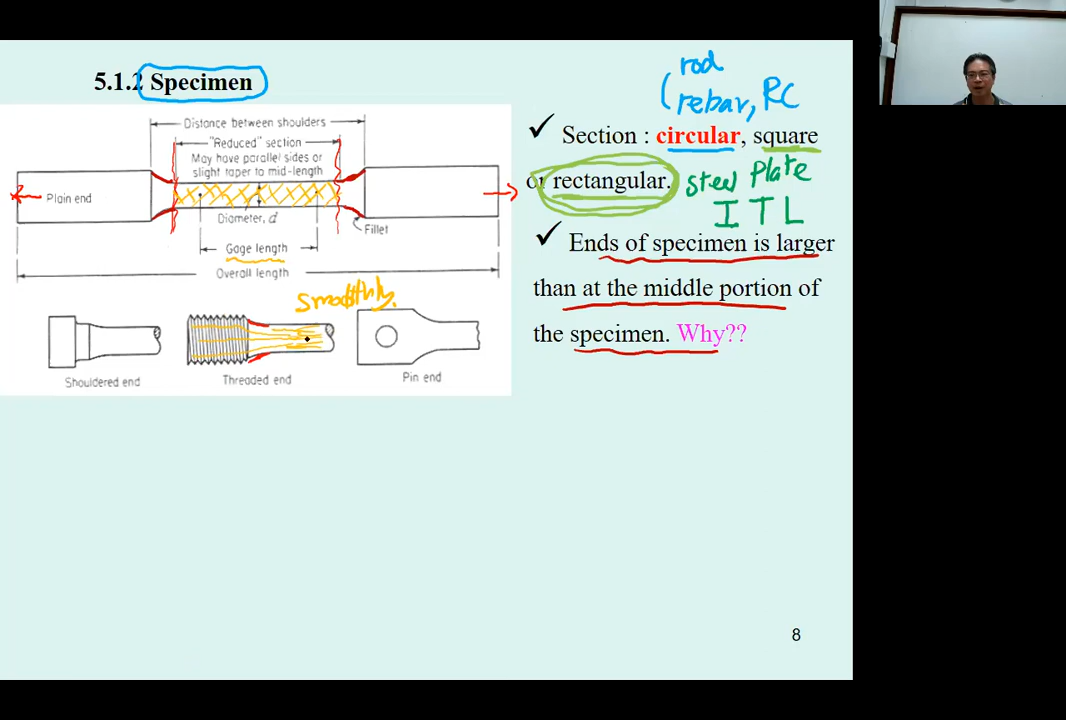 5.1.2 Specimen
Distance between shoulders
"Reduced" section
May have parallel sides or
slight taper to mid-length
Plain end
Diameter, d
Fillet
Gage length
Overall length
smoothly.
Shouldered end
Threaded end
Pin end
rod
(rebar, RC
✓ Section : circular, square
or rectangular.
steel Plate
I T L
✓ Ends of specimen is larger
than at the middle portion of
the specimen. Why??
8